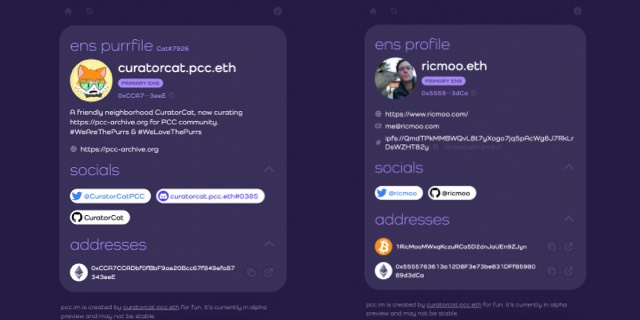 ens purrfile Cat#7926
curatorcat.pcc.eth
PRIMARY ENS
0xCCA7···3eeE
A friendly neighborhood CuratorCat, now curating
https://pcc-archive.org for PCC community.
#WeAreThePurrs & #WeLoveThePurrs
https://pcc-archive.org
socials
@CuratorCatPCC
curatorcat.pcc.eth#0385
CuratorCat
addresses
343eeE
pcc.im is created by curatorcat.pcc.eth for fun. It's currently in alpha
preview and may not be stable.
ens profile
ricmoo.eth
PRIMARY ENS
0x5555···3dCa
https://www.ricmoo.com/
me@ricmoo.com
DsWZHT82y
socials
@ricmoo
@ricmoo
addresses
1RicMooMWxqKczuRCa5D2dnJaUEn9ZJyn
89d3dCa
pcc.im is created by curatorcat.pcc.eth for fun. It's currently in alpha
preview and may not be stable.